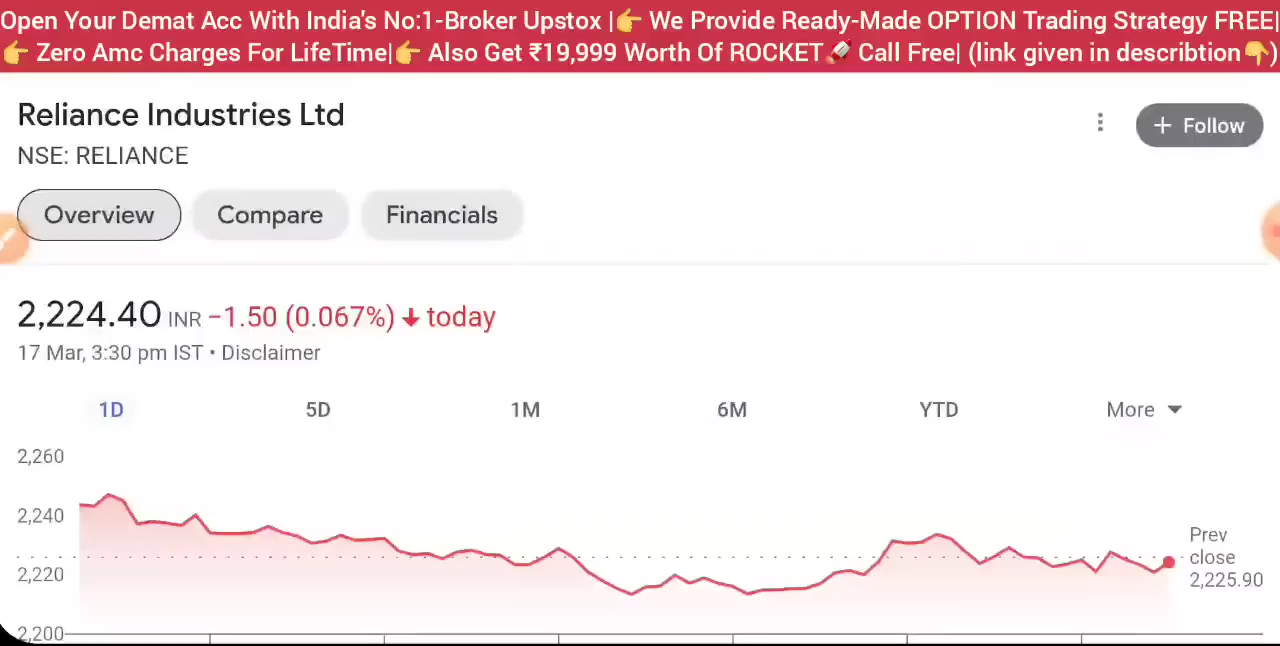 Open Your Demat Acc With India's No:1-Broker Upstox |👉 We Provide Ready-Made OPTION Trading Strategy FREE|
👉 Zero Amc Charges For LifeTime|👉 Also Get ₹19,999 Worth Of ROCKET🚀 Call Free| (link given in describtion👇)
Reliance Industries Ltd
+ Follow
NSE: RELIANCE
Overview Compare Financials
2,224.40 INR −1.50 (0.067%) ↓ today
17 Mar, 3:30 pm IST • Disclaimer
1D 5D 1M 6M YTD More
2,260
2,240
Prev
close
2,225.90
2,220
2,200